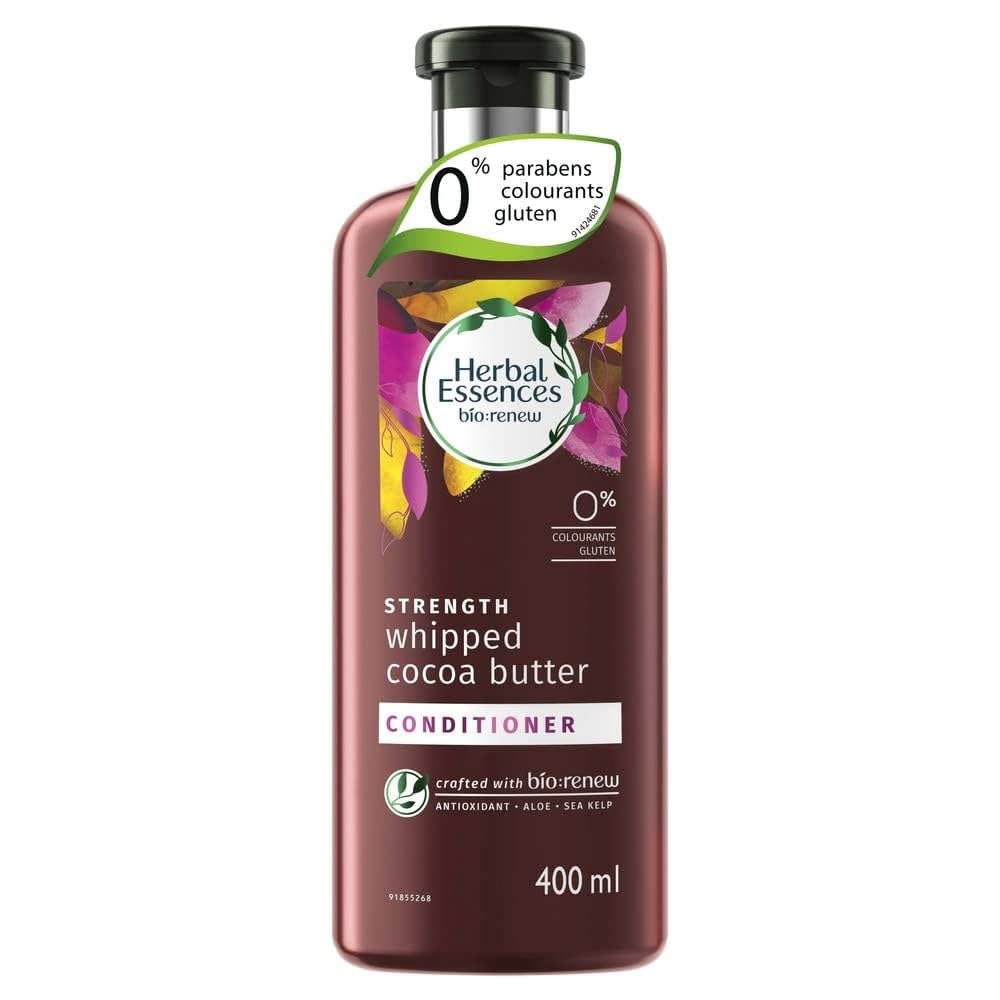 0% parabens
colourants
gluten
91424681
Herbal
Essences
bio:renew
0%
COLOURANTS
GLUTEN
STRENGTH
whipped
cocoa butter
CONDITIONER
crafted with bio:renew
ANTIOXIDANT • ALOE • SEA KELP
400 ml
91855268